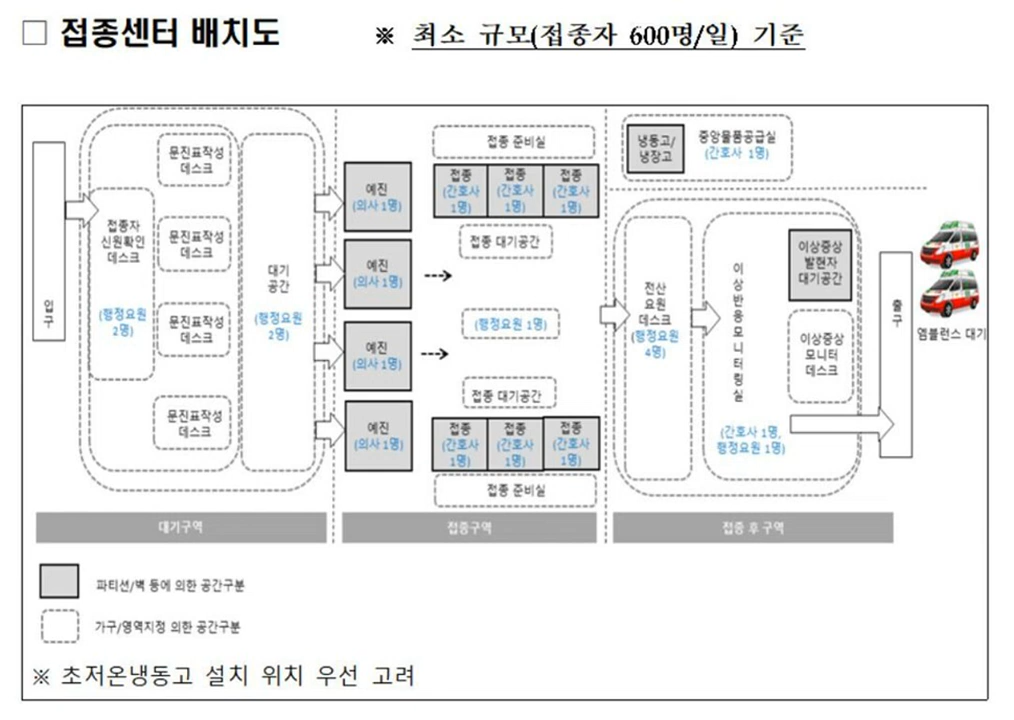 □ 접종센터 배치도
※ 최소 규모(접종자 600명/일) 기준
입구
접종자
신원확인
데스크
(행정요원
2명)
문진표작성
데스크
문진표작성
데스크
문진표작성
데스크
문진표작성
데스크
대기
공간
(행정요원
2명)
대기구역
예진
(의사 1명)
예진
(의사 1명)
예진
(의사 1명)
예진
(의사 1명)
접종 준비실
접종
(간호사
1명)
접종
(간호사
1명)
접종
(간호사
1명)
접종 대기공간
(행정요원 1명)
접종 대기공간
접종
(간호사
1명)
접종
(간호사
1명)
접종
(간호사
1명)
접종 준비실
접종구역
냉동고/
냉장고
중앙물품공급실
(간호사 1명)
전산
요원
데스크
(행정요원
4명)
이상반응모니터링실
(간호사 1명,
행정요원 1명)
이상증상
발현자
대기공간
이상증상
모니터
데스크
출구
엠뷸런스 대기
접종 후 구역
파티션/벽 등에 의한 공간구분
가구/영역지정 의한 공간구분
※ 초저온냉동고 설치 위치 우선 고려